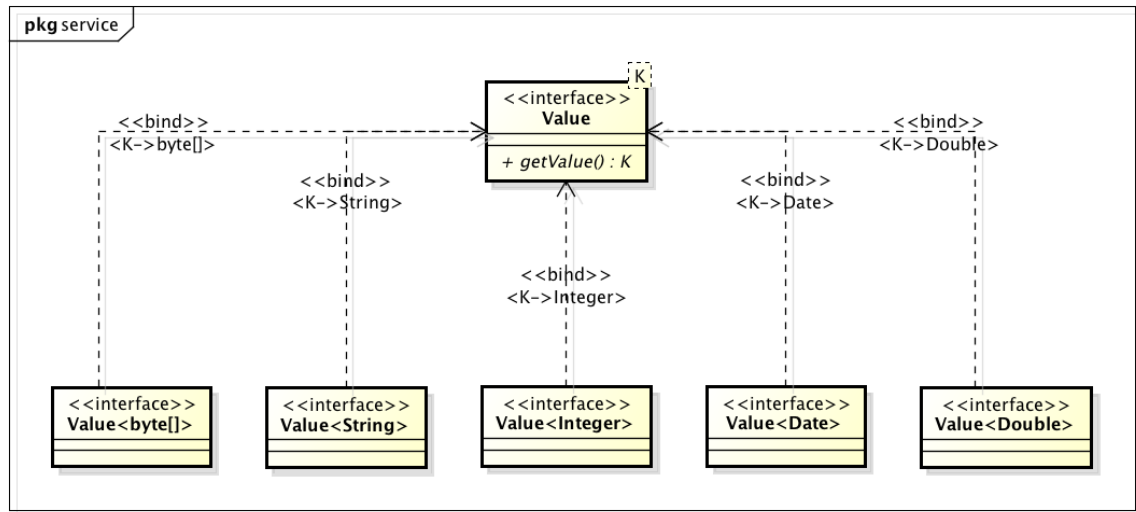 pkg service
K
<<interface>>
Value
+ getValue() : K
<<bind>>
<K->byte[]>
<<bind>>
<K->Double>
<<bind>>
<K->String>
<<bind>>
<K->Date>
<<bind>>
<K->Integer>
<<interface>>
Value<byte[]>
<<interface>>
Value<String>
<<interface>>
Value<Integer>
<<interface>>
Value<Date>
<<interface>>
Value<Double>